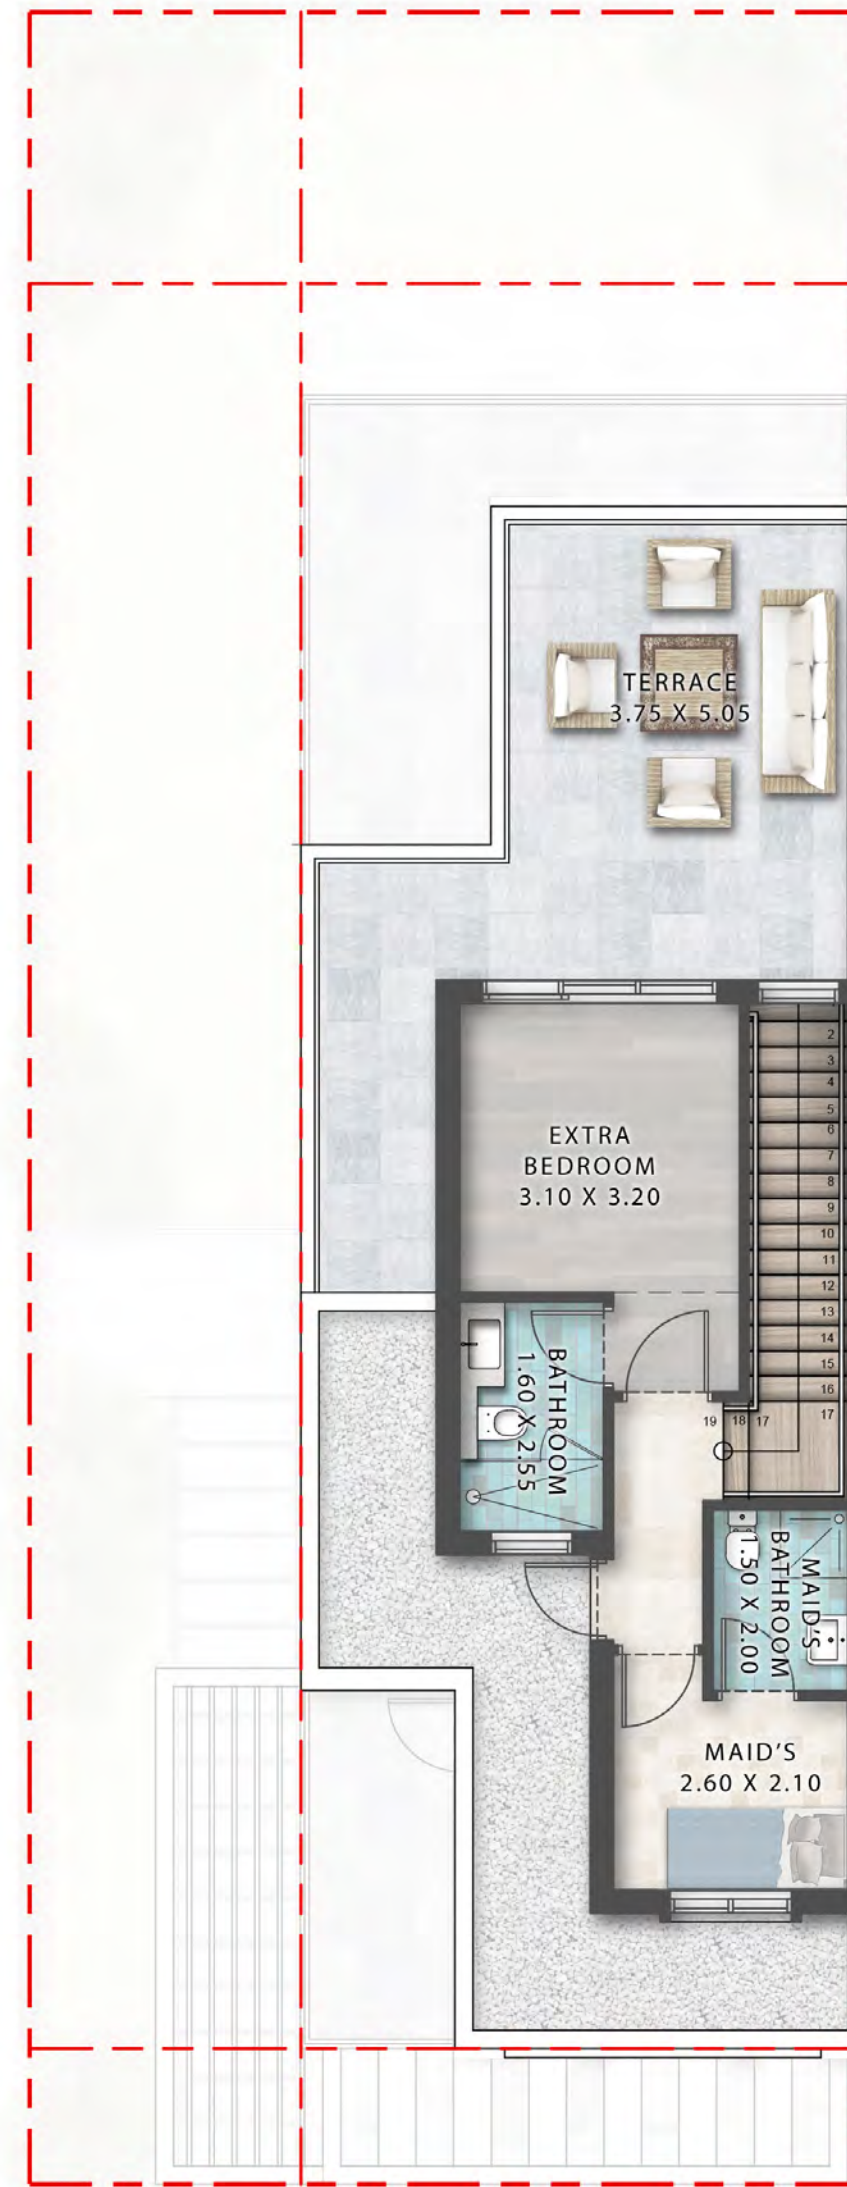 TERRACE
3.75 X 5.05
2
3
4
5
6
7
8
9
10
11
12
13
14
15
16
17
19 18 17
EXTRA
BEDROOM
3.10 X 3.20
BATHROOM
1.60 X 2.55
MAID'S
BATHROOM
1.50 X 2.00
MAID'S
2.60 X 2.10